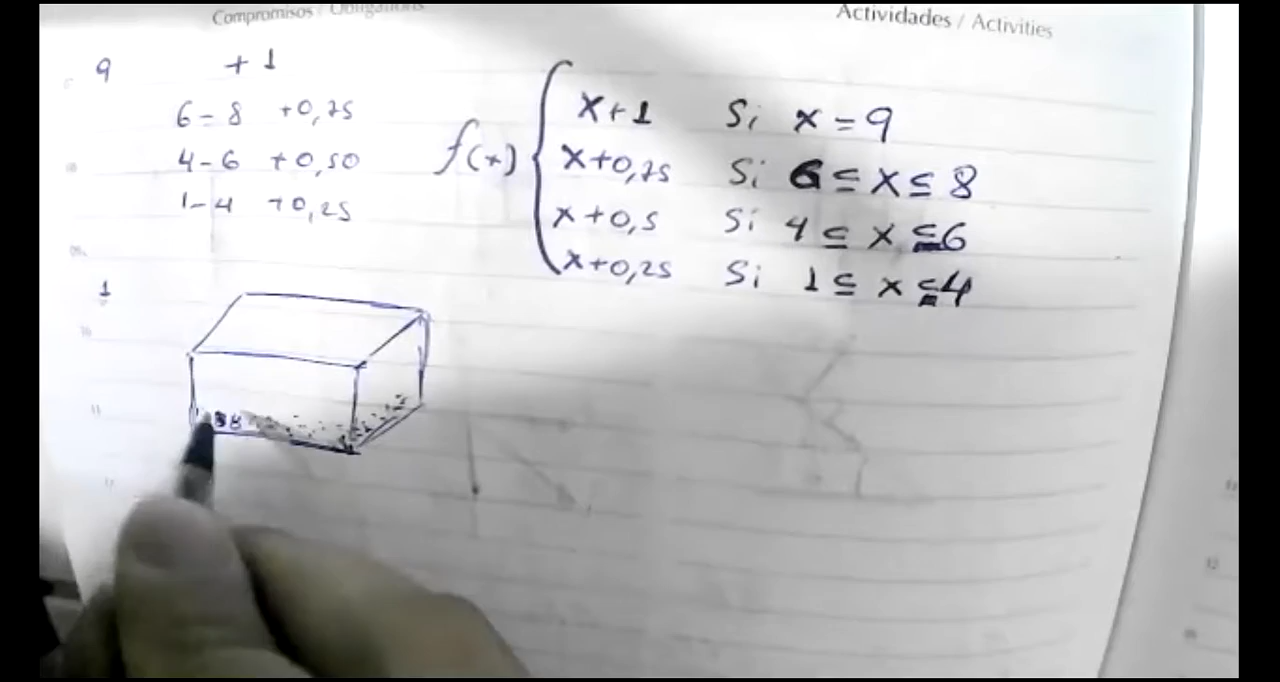 Compromisos / Obligations
Actividades / Activities
9 +1
6-8 +0,75
4-6 +0,50
1-4 +0,25
f(x)
x+1 Si x=9
x+0,75 Si 6≤x≤8
x+0,5 Si 4≤x≤6
x+0,25 Si 1≤x≤4
1